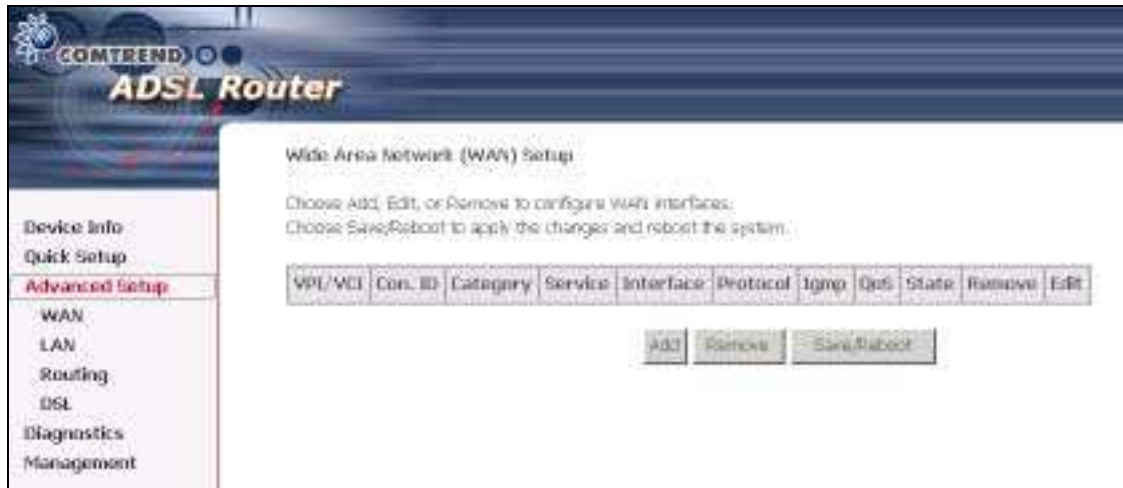 COMTREND
ADSL Router
Wide Area Network (WAN) Setup
Choose Add, Edit, or Remove to configure WAN interfaces.
Choose Save/Reboot to apply the changes and reboot the system.
VPI/VCI Con. ID Category Service Interface Protocol Igmp QoS State Remove Edit
Add Remove Save/Reboot
Device Info
Quick Setup
Advanced Setup
WAN
LAN
Routing
DSL
Diagnostics
Management